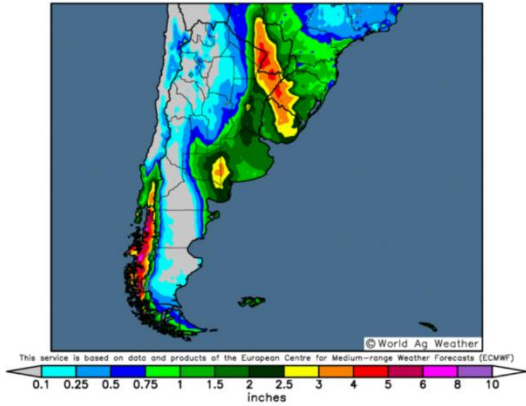 © World Ag Weather
This service is based on data and products of the European Centre for Medium-range Weather Forecasts (ECMWF)
0.1 0.25 0.5 0.75 1 1.5 2 2.5 3 4 5 6 8 10
inches